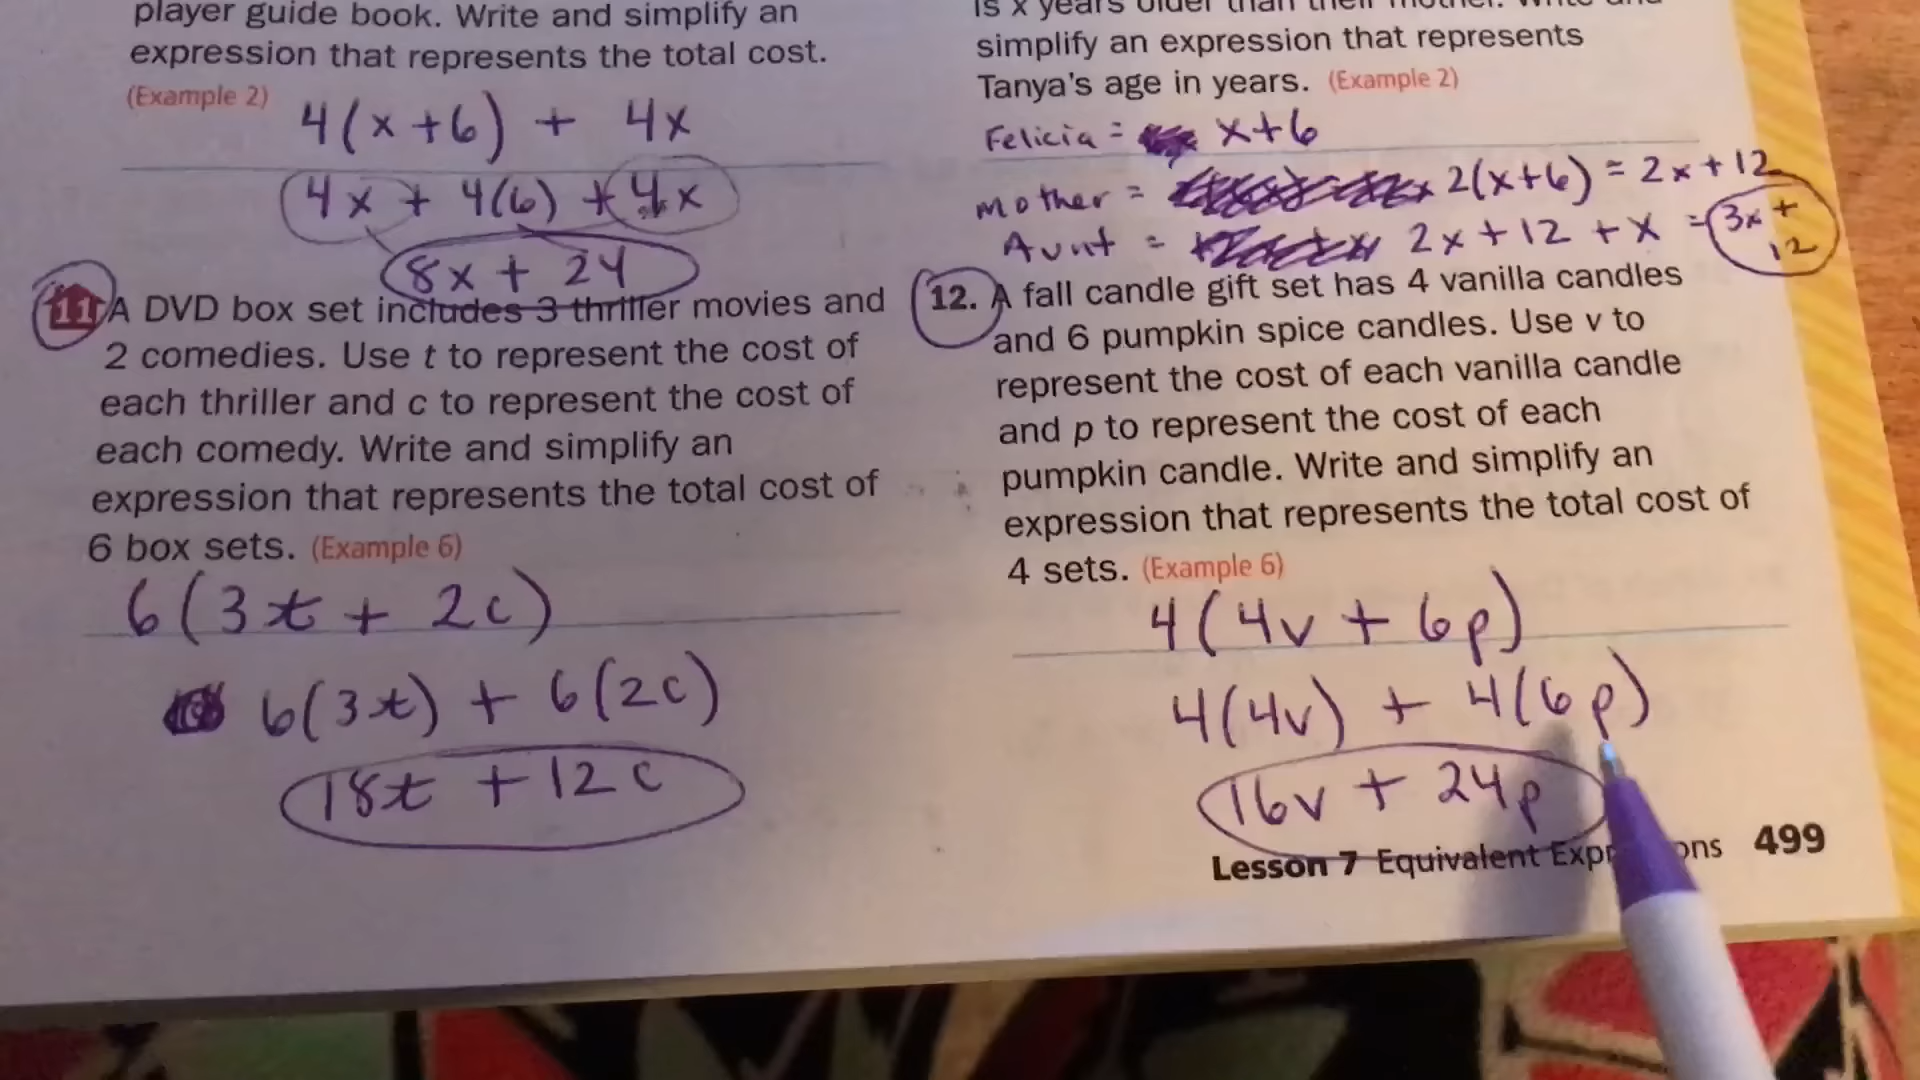 player guide book. Write and simplify an
expression that represents the total cost.
(Example 2)
4(x+6) + 4x
4x + 4(6) + 4x
8x + 24
is x years older than their mother. Write and
simplify an expression that represents
Tanya's age in years. (Example 2)
Felicia = x+6
Mother = 2(x+6) = 2x+12
Aunt = 2x+12 + x = 3x +
12
11 A DVD box set includes 3 thriller movies and
2 comedies. Use t to represent the cost of
each thriller and c to represent the cost of
each comedy. Write and simplify an
expression that represents the total cost of
6 box sets. (Example 6)
6(3t + 2c)
6(3t) + 6(2c)
18t + 12c
12. A fall candle gift set has 4 vanilla candles
and 6 pumpkin spice candles. Use v to
represent the cost of each vanilla candle
and p to represent the cost of each
pumpkin candle. Write and simplify an
expression that represents the total cost of
4 sets. (Example 6)
4(4v + 6p)
4(4v) + 4(6p)
16v + 24p
Lesson 7 Equivalent 499